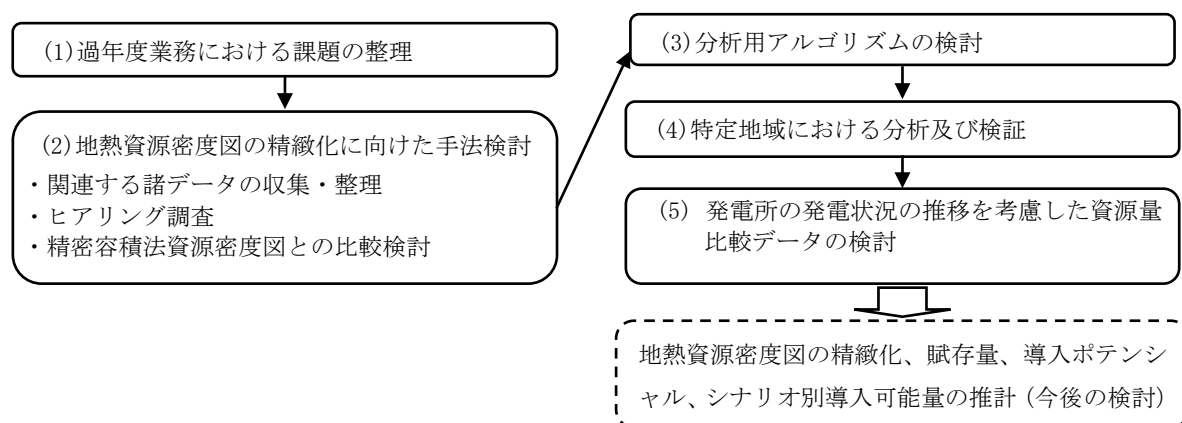 (1)過年度業務における課題の整理
(2)地熱資源密度図の精緻化に向けた手法検討
・関連する諸データの収集・整理
・ヒアリング調査
・精密容積法資源密度図との比較検討
(3)分析用アルゴリズムの検討
(4)特定地域における分析及び検証
(5) 発電所の発電状況の推移を考慮した資源量
比較データの検討
地熱資源密度図の精緻化、賦存量、導入ポテンシ
ャル、シナリオ別導入可能量の推計（今後の検討）